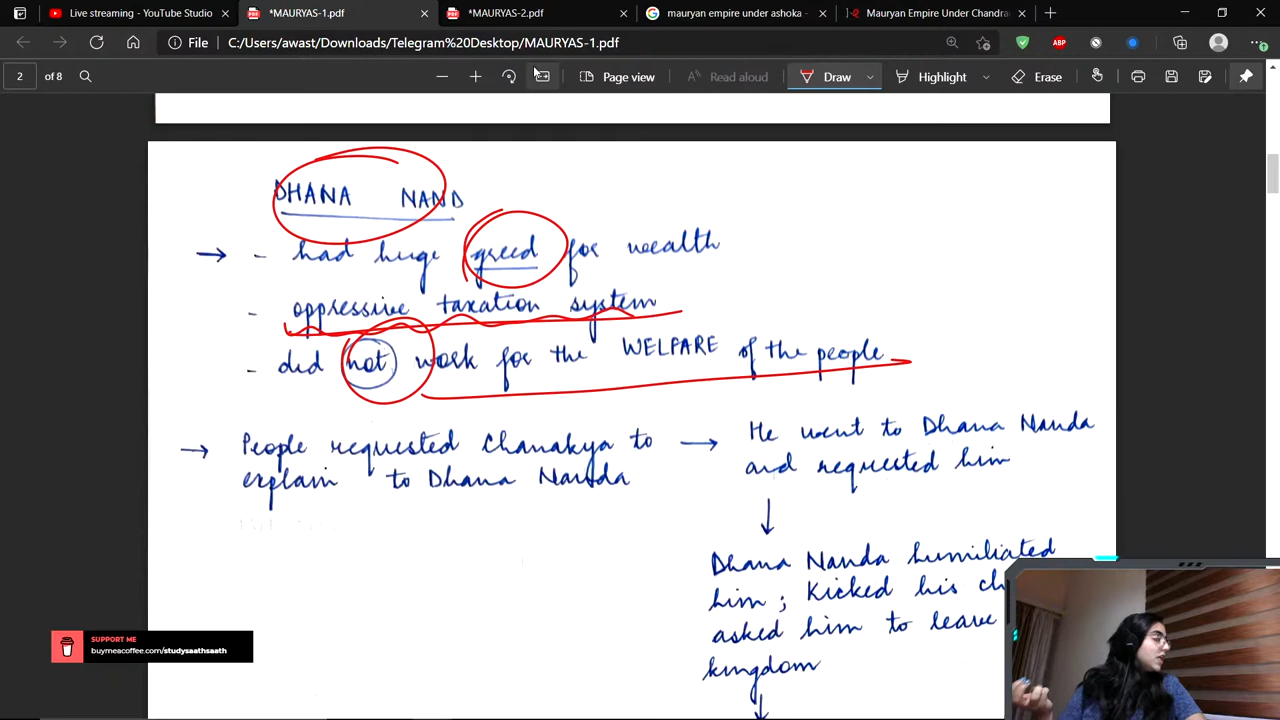 Live streaming - YouTube Studio
*MAURYAS-1.pdf
*MAURYAS-2.pdf
mauryan empire under ashoka -
Mauryan Empire Under Chandra
File
C:/Users/awast/Downloads/Telegram%20Desktop/MAURYAS-1.pdf
2 of 8
Page view
Read aloud
Draw
Highlight
Erase
DHANA NAND
→ - had huge greed for wealth
- oppressive taxation system
- did not work for the WELFARE of the people
→ People requested Chanakya to
explain to Dhana Nanda
→ He went to Dhana Nanda
and requested him
↓
Dhana Nanda humiliated
him; Kicked his
asked him to leave
kingdom
SUPPORT ME
buymeacoffee.com/studysaathsaath